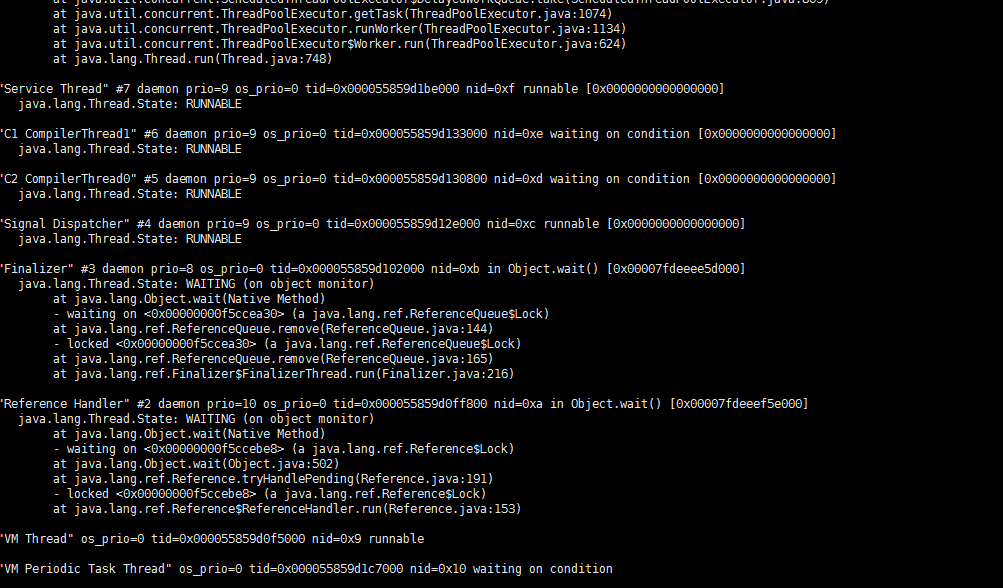 at java.util.concurrent.ScheduledThreadPoolExecutor$DelayedWorkQueue.take(ScheduledThreadPoolExecutor.java:809)
at java.util.concurrent.ThreadPoolExecutor.getTask(ThreadPoolExecutor.java:1074)
at java.util.concurrent.ThreadPoolExecutor.runWorker(ThreadPoolExecutor.java:1134)
at java.util.concurrent.ThreadPoolExecutor$Worker.run(ThreadPoolExecutor.java:624)
at java.lang.Thread.run(Thread.java:748)
"Service Thread" #7 daemon prio=9 os_prio=0 tid=0x000055859d1be000 nid=0xf runnable [0x0000000000000000]
java.lang.Thread.State: RUNNABLE
"C1 CompilerThread1" #6 daemon prio=9 os_prio=0 tid=0x000055859d133000 nid=0xe waiting on condition [0x0000000000000000]
java.lang.Thread.State: RUNNABLE
"C2 CompilerThread0" #5 daemon prio=9 os_prio=0 tid=0x000055859d130800 nid=0xd waiting on condition [0x0000000000000000]
java.lang.Thread.State: RUNNABLE
"Signal Dispatcher" #4 daemon prio=9 os_prio=0 tid=0x000055859d12e000 nid=0xc runnable [0x0000000000000000]
java.lang.Thread.State: RUNNABLE
"Finalizer" #3 daemon prio=8 os_prio=0 tid=0x000055859d102000 nid=0xb in Object.wait() [0x00007fdeeee5d000]
java.lang.Thread.State: WAITING (on object monitor)
at java.lang.Object.wait(Native Method)
- waiting on <0x00000000f5ccea30> (a java.lang.ref.ReferenceQueue$Lock)
at java.lang.ref.ReferenceQueue.remove(ReferenceQueue.java:144)
- locked <0x00000000f5ccea30> (a java.lang.ref.ReferenceQueue$Lock)
at java.lang.ref.ReferenceQueue.remove(ReferenceQueue.java:165)
at java.lang.ref.Finalizer$FinalizerThread.run(Finalizer.java:216)
"Reference Handler" #2 daemon prio=10 os_prio=0 tid=0x000055859d0ff800 nid=0xa in Object.wait() [0x00007fdeeef5e000]
java.lang.Thread.State: WAITING (on object monitor)
at java.lang.Object.wait(Native Method)
- waiting on <0x00000000f5ccebe8> (a java.lang.ref.Reference$Lock)
at java.lang.Object.wait(Object.java:502)
at java.lang.ref.Reference.tryHandlePending(Reference.java:191)
- locked <0x00000000f5ccebe8> (a java.lang.ref.Reference$Lock)
at java.lang.ref.Reference$ReferenceHandler.run(Reference.java:153)
"VM Thread" os_prio=0 tid=0x000055859d0f5000 nid=0x9 runnable
"VM Periodic Task Thread" os_prio=0 tid=0x000055859d1c7000 nid=0x10 waiting on condition